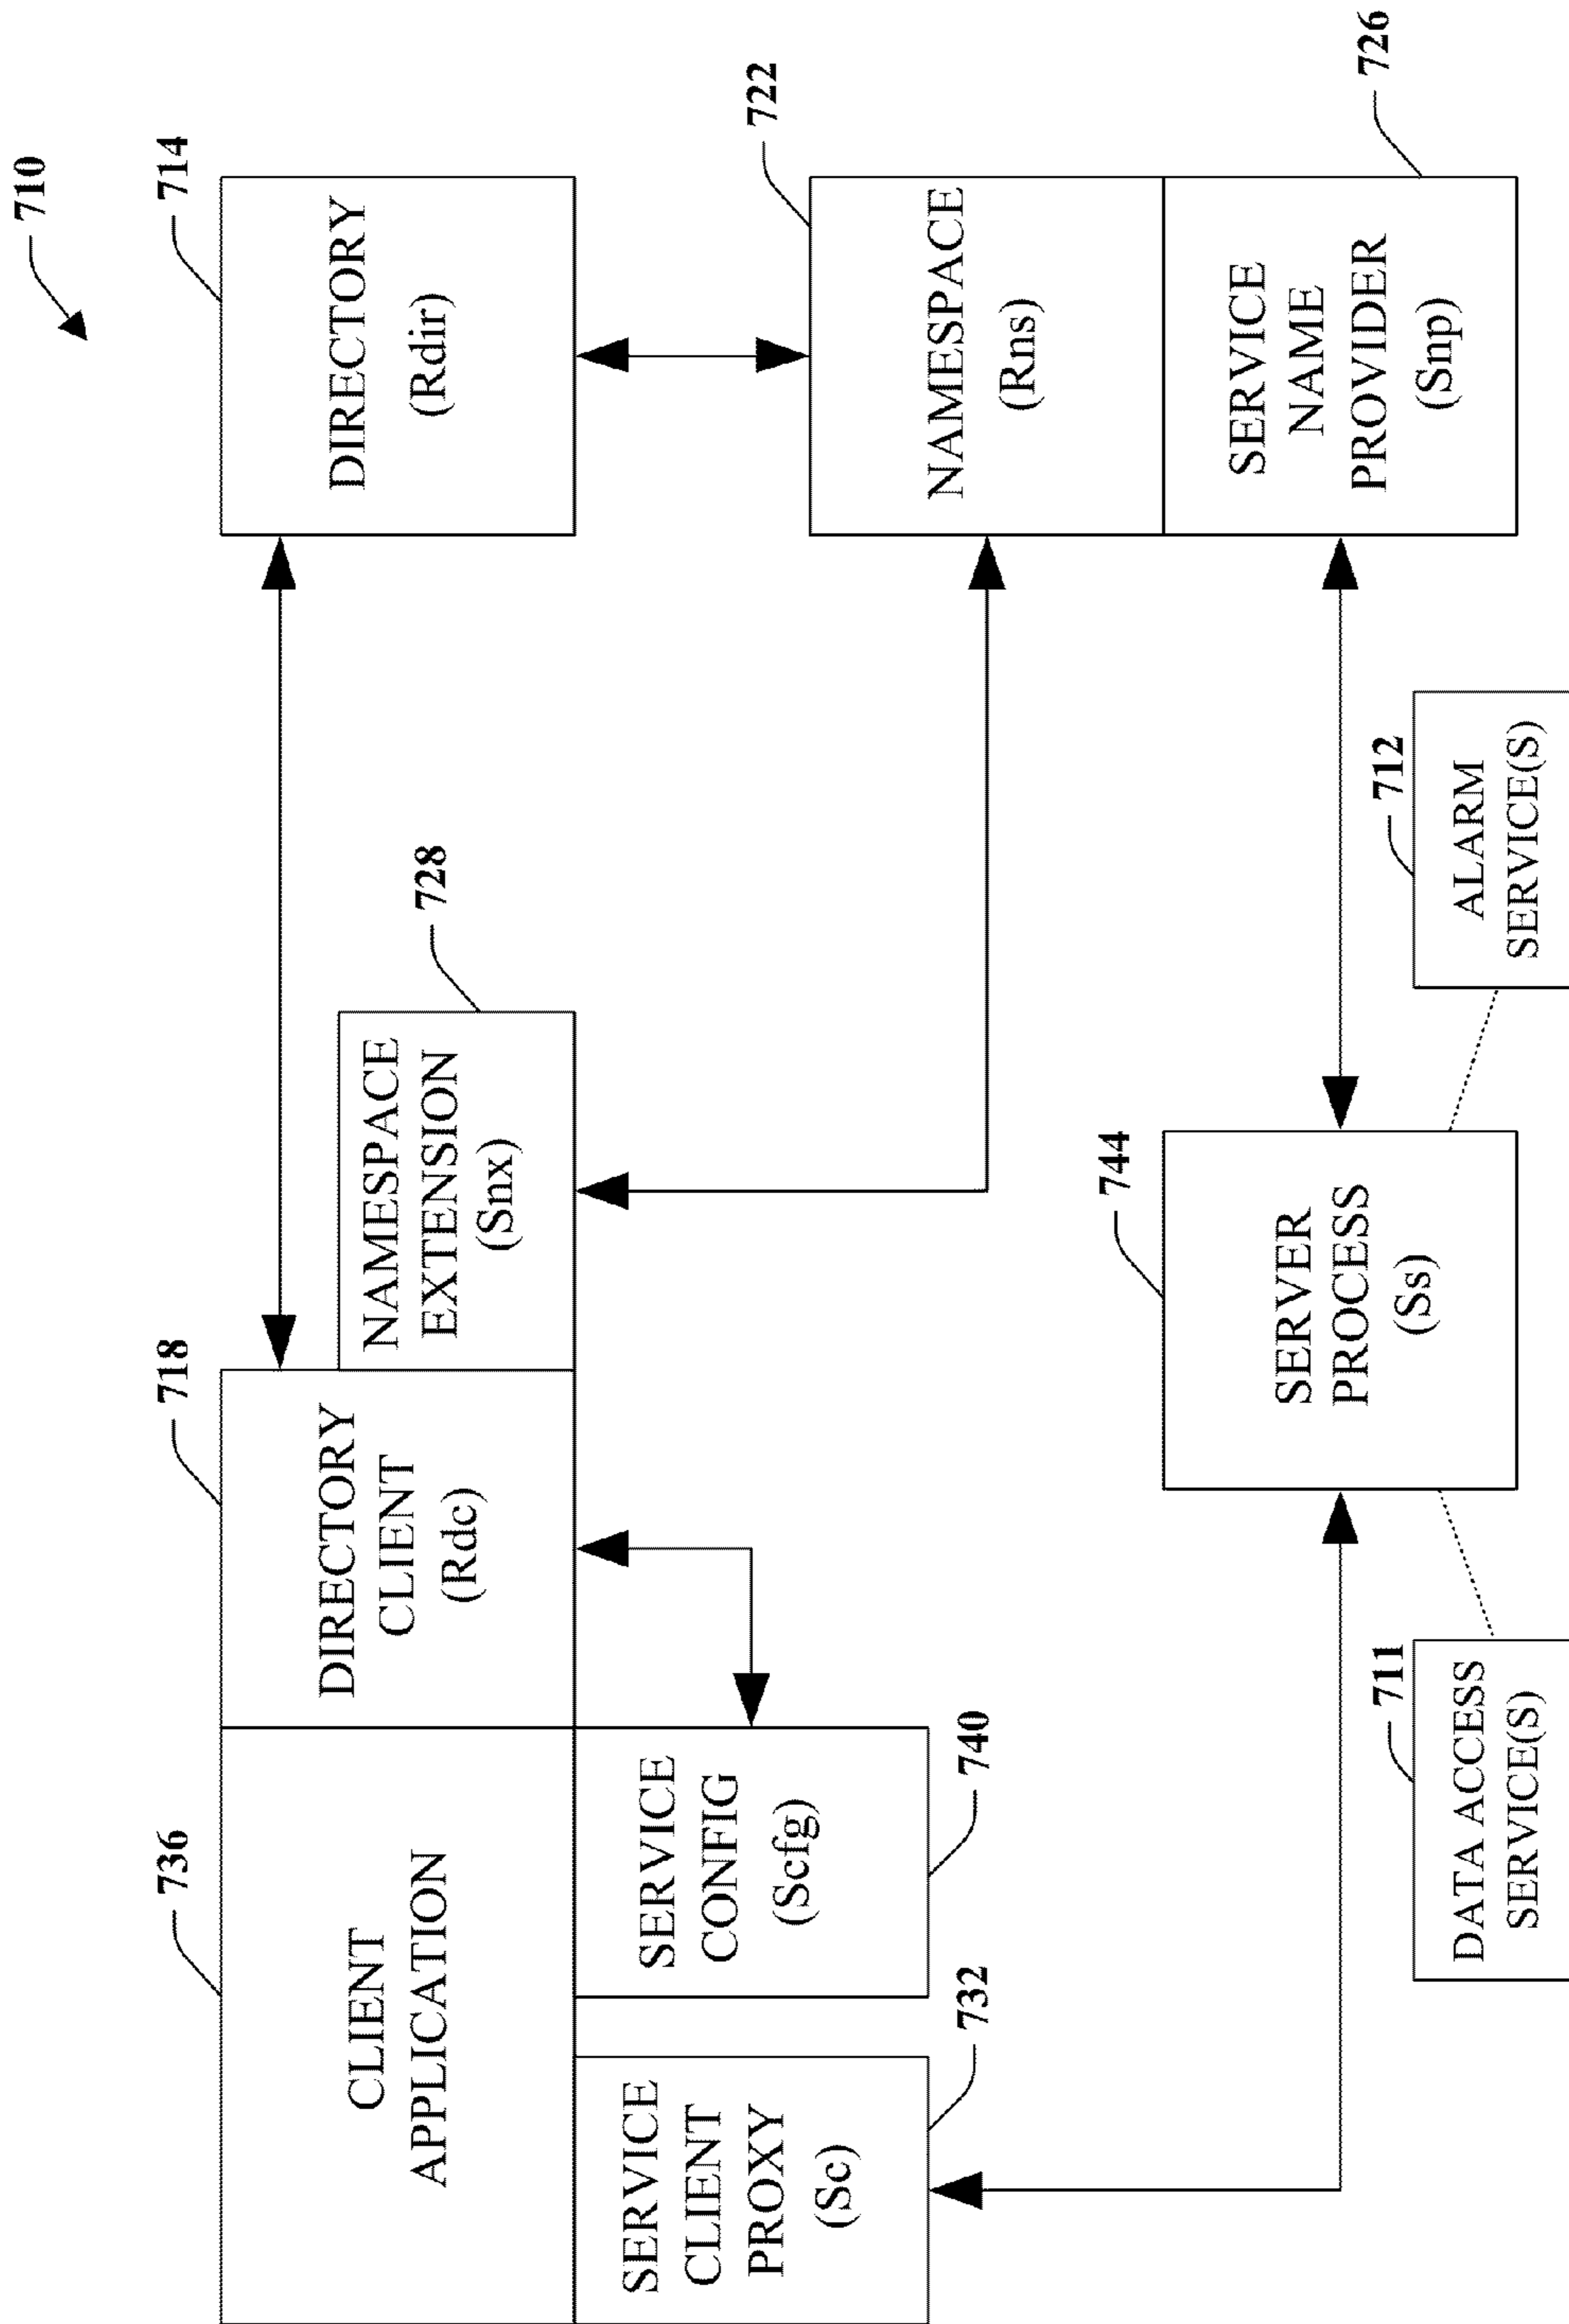 710
736
CLIENT
APPLICATION
718
DIRECTORY
CLIENT
(Rdc)
714
DIRECTORY
(Rdir)
728
NAMESPACE
EXTENSION
(Snx)
SERVICE
CLIENT
PROXY
(Sc)
732
SERVICE
CONFIG
(Scfg)
740
722
NAMESPACE
(Rns)
SERVICE
NAME
PROVIDER
(Snp)
726
744
SERVER
PROCESS
(Ss)
711
DATA ACCESS
SERVICE(S)
712
ALARM
SERVICE(S)